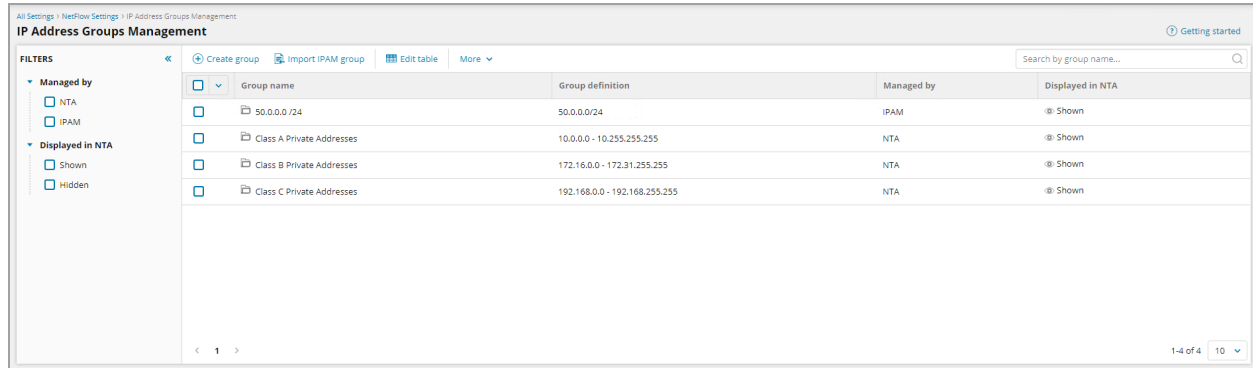 All Settings > NetFlow Settings > IP Address Groups Management
IP Address Groups Management
Getting started
FILTERS
Managed by
NTA
IPAM
Displayed in NTA
Shown
Hidden
Create group Import IPAM group Edit table More
Search by group name...
Group name Group definition Managed by Displayed in NTA
50.0.0.0 /24 50.0.0.0/24 IPAM Shown
Class A Private Addresses 10.0.0.0 - 10.255.255.255 NTA Shown
Class B Private Addresses 172.16.0.0 - 172.31.255.255 NTA Shown
Class C Private Addresses 192.168.0.0 - 192.168.255.255 NTA Shown
< 1 >
1-4 of 4 10